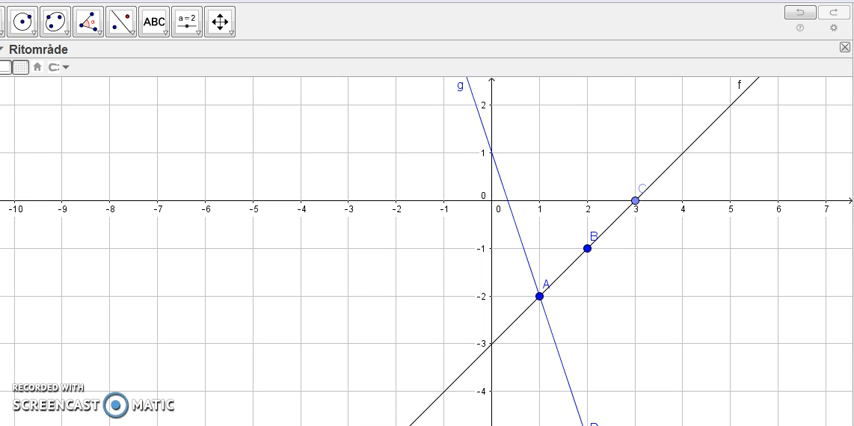 ABC
a=2
Ritområde
g
f
2
1
0
-10 -9 -8 -7 -6 -5 -4 -3 -2 -1 0 1 2 3 4 5 6 7
C
B
-1
A
-2
-3
-4
RECORDED WITH
SCREENCAST MATIC